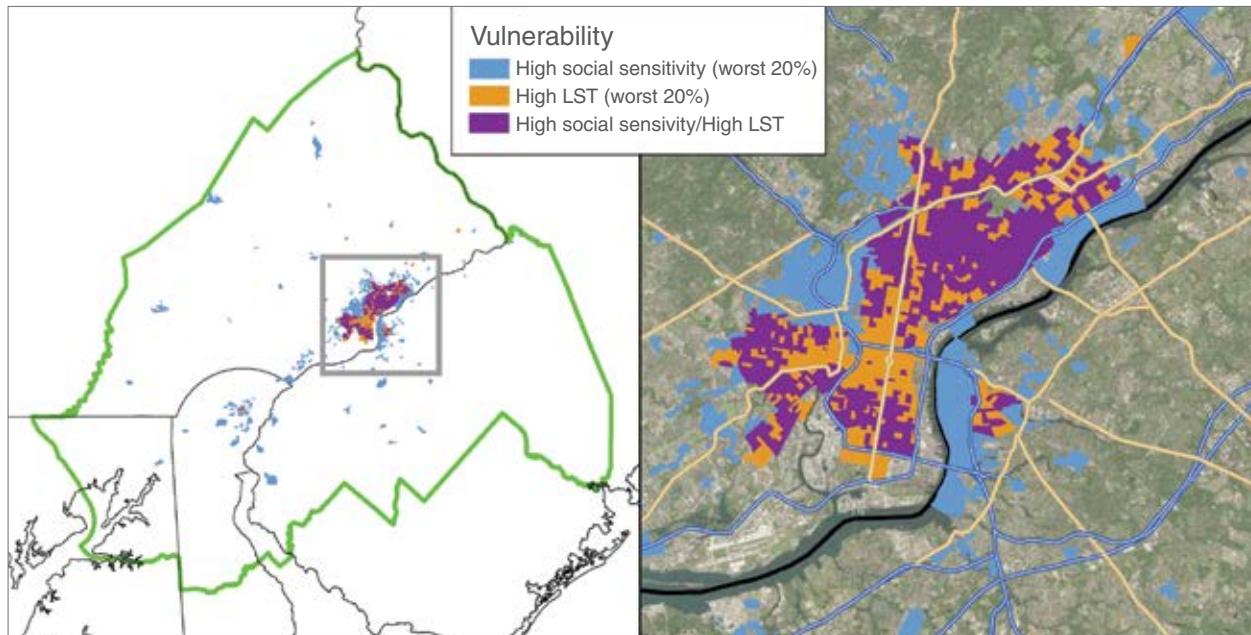 Vulnerability
High social sensitivity (worst 20%)
High LST (worst 20%)
High social sensivity/High LST